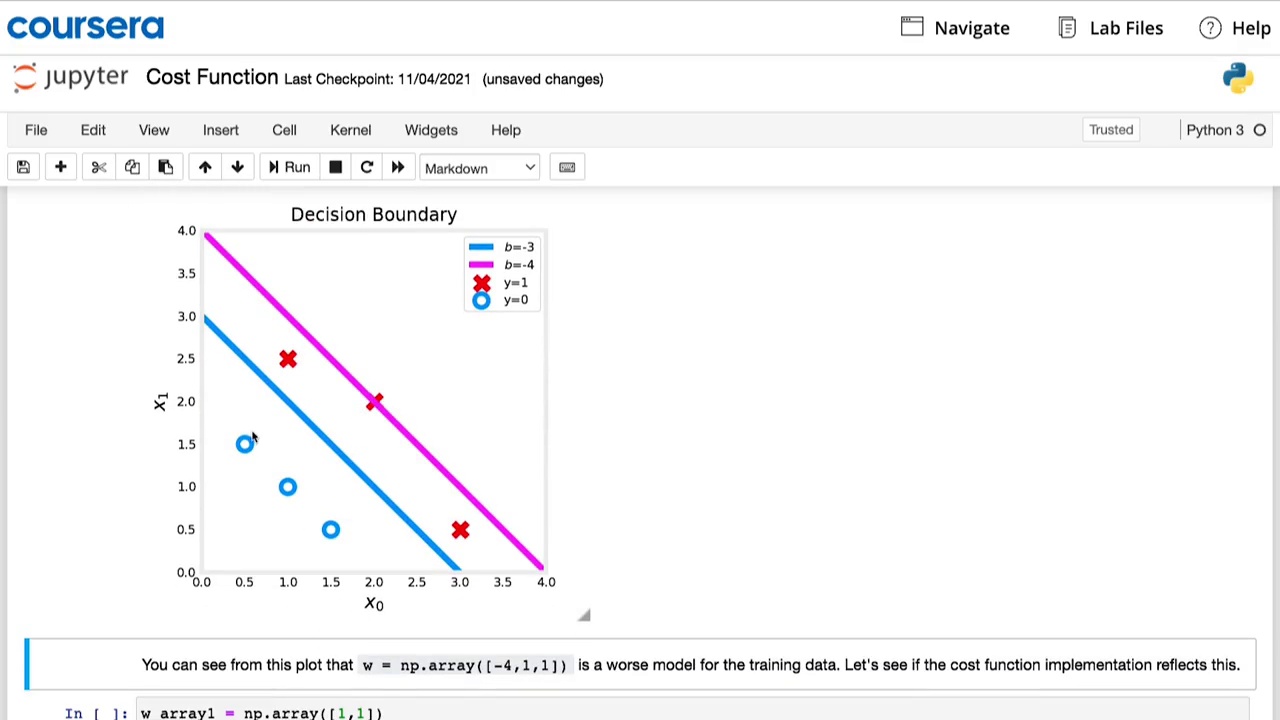 coursera Navigate Lab Files ? Help
jupyter Cost Function Last Checkpoint: 11/04/2021 (unsaved changes)
File Edit View Insert Cell Kernel Widgets Help Trusted Python 3
Run Markdown
Decision Boundary
4.0
3.5
3.0
2.5
2.0
1.5
1.0
0.5
0.0
x1
b=-3
b=-4
y=1
y=0
0.0 0.5 1.0 1.5 2.0 2.5 3.0 3.5 4.0
x0
You can see from this plot that w = np.array([-4,1,1]) is a worse model for the training data. Let's see if the cost function implementation reflects this.
In [ ]: w_array1 = np.array([1,1])